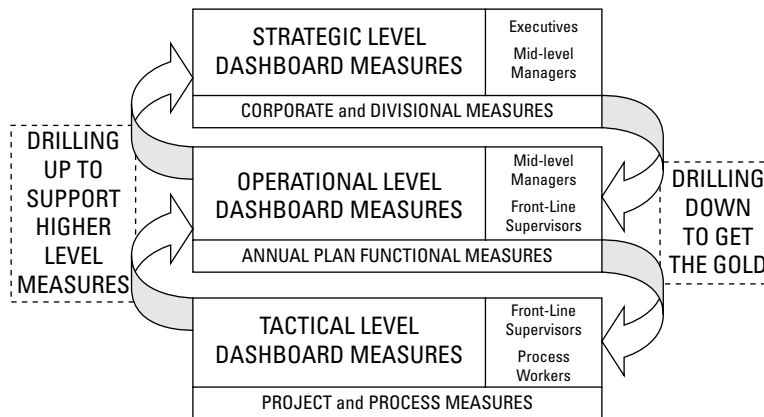 STRATEGIC LEVEL
DASHBOARD MEASURES
Executives
Mid-level
Managers
CORPORATE and DIVISIONAL MEASURES
DRILLING
UP TO
SUPPORT
HIGHER
LEVEL
MEASURES
OPERATIONAL LEVEL
DASHBOARD MEASURES
Mid-level
Managers
Front-Line
Supervisors
ANNUAL PLAN FUNCTIONAL MEASURES
DRILLING
DOWN
TO GET
THE GOLD
TACTICAL LEVEL
DASHBOARD MEASURES
Front-Line
Supervisors
Process
Workers
PROJECT and PROCESS MEASURES